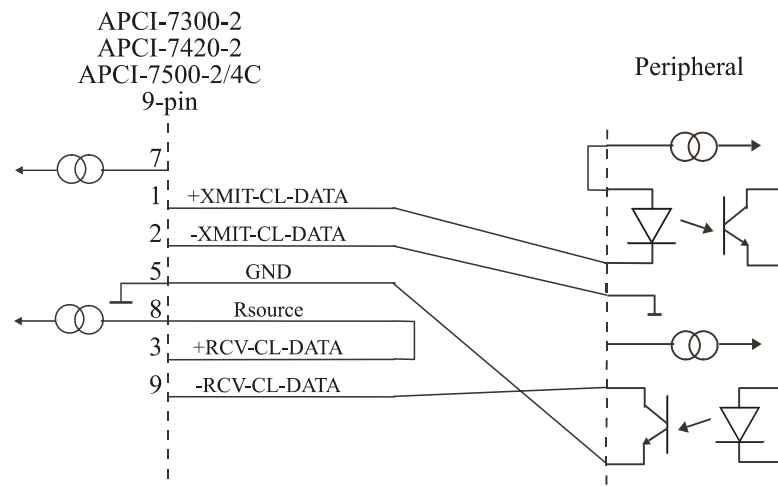 APCI-7300-2
APCI-7420-2
APCI-7500-2/4C
9-pin
Peripheral
7
1 +XMIT-CL-DATA
2 -XMIT-CL-DATA
5 GND
8 Rsource
3 +RCV-CL-DATA
9 -RCV-CL-DATA